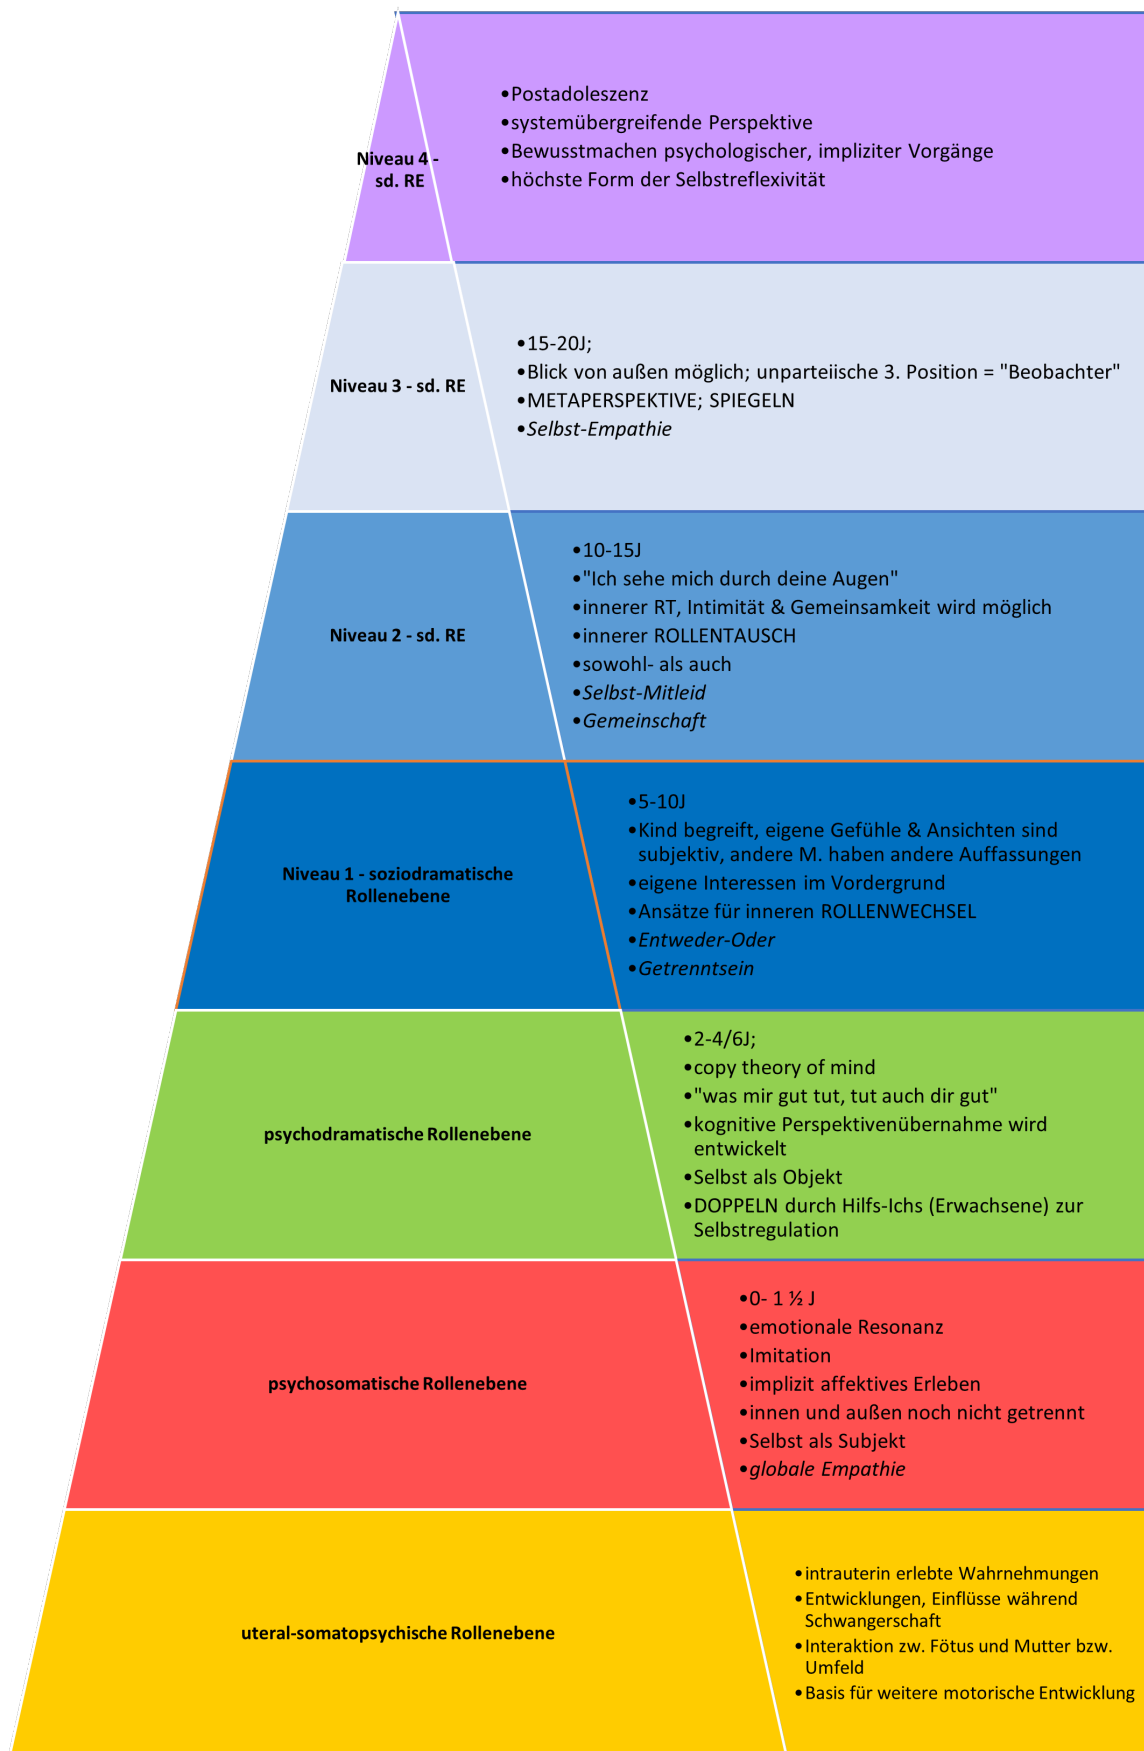 Niveau 4 -
sd. RE
•Postadoleszenz
•systemübergreifende Perspektive
•Bewusstmachen psychologischer, impliziter Vorgänge
•höchste Form der Selbstreflexivität
Niveau 3 - sd. RE
•15-20J;
•Blick von außen möglich; unparteiische 3. Position = "Beobachter"
•METAPERSPEKTIVE; SPIEGELN
•Selbst-Empathie
Niveau 2 - sd. RE
•10-15J
•"Ich sehe mich durch deine Augen"
•innerer RT, Intimität & Gemeinsamkeit wird möglich
•innerer ROLLENTAUSCH
•sowohl- als auch
•Selbst-Mitleid
•Gemeinschaft
Niveau 1 - soziodramatische
Rollenebene
•5-10J
•Kind begreift, eigene Gefühle & Ansichten sind
subjektiv, andere M. haben andere Auffassungen
•eigene Interessen im Vordergrund
•Ansätze für inneren ROLLENWECHSEL
•Entweder-Oder
•Getrenntsein
psychodramatische Rollenebene
•2-4/6J;
•copy theory of mind
•"was mir gut tut, tut auch dir gut"
•kognitive Perspektivenübernahme wird
entwickelt
•Selbst als Objekt
•DOPPELN durch Hilfs-Ichs (Erwachsene) zur
Selbstregulation
psychosomatische Rollenebene
•0- 1 ½ J
•emotionale Resonanz
•Imitation
•implizit affektives Erleben
•innen und außen noch nicht getrennt
•Selbst als Subjekt
•globale Empathie
uteral-somatopsychische Rollenebene
•intrauterin erlebte Wahrnehmungen
•Entwicklungen, Einflüsse während
Schwangerschaft
•Interaktion zw. Fötus und Mutter bzw.
Umfeld
•Basis für weitere motorische Entwicklung